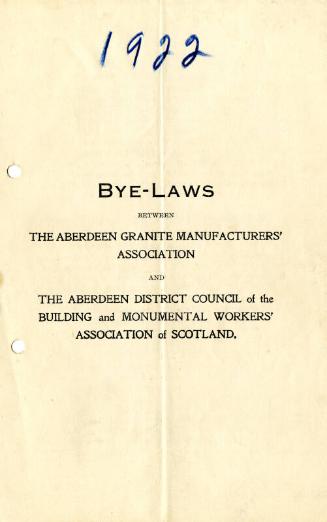 1922
BYE-LAWS
BETWEEN
THE ABERDEEN GRANITE MANUFACTURERS'
ASSOCIATION
AND
THE ABERDEEN DISTRICT COUNCIL of the
BUILDING and MONUMENTAL WORKERS'
ASSOCIATION of SCOTLAND.